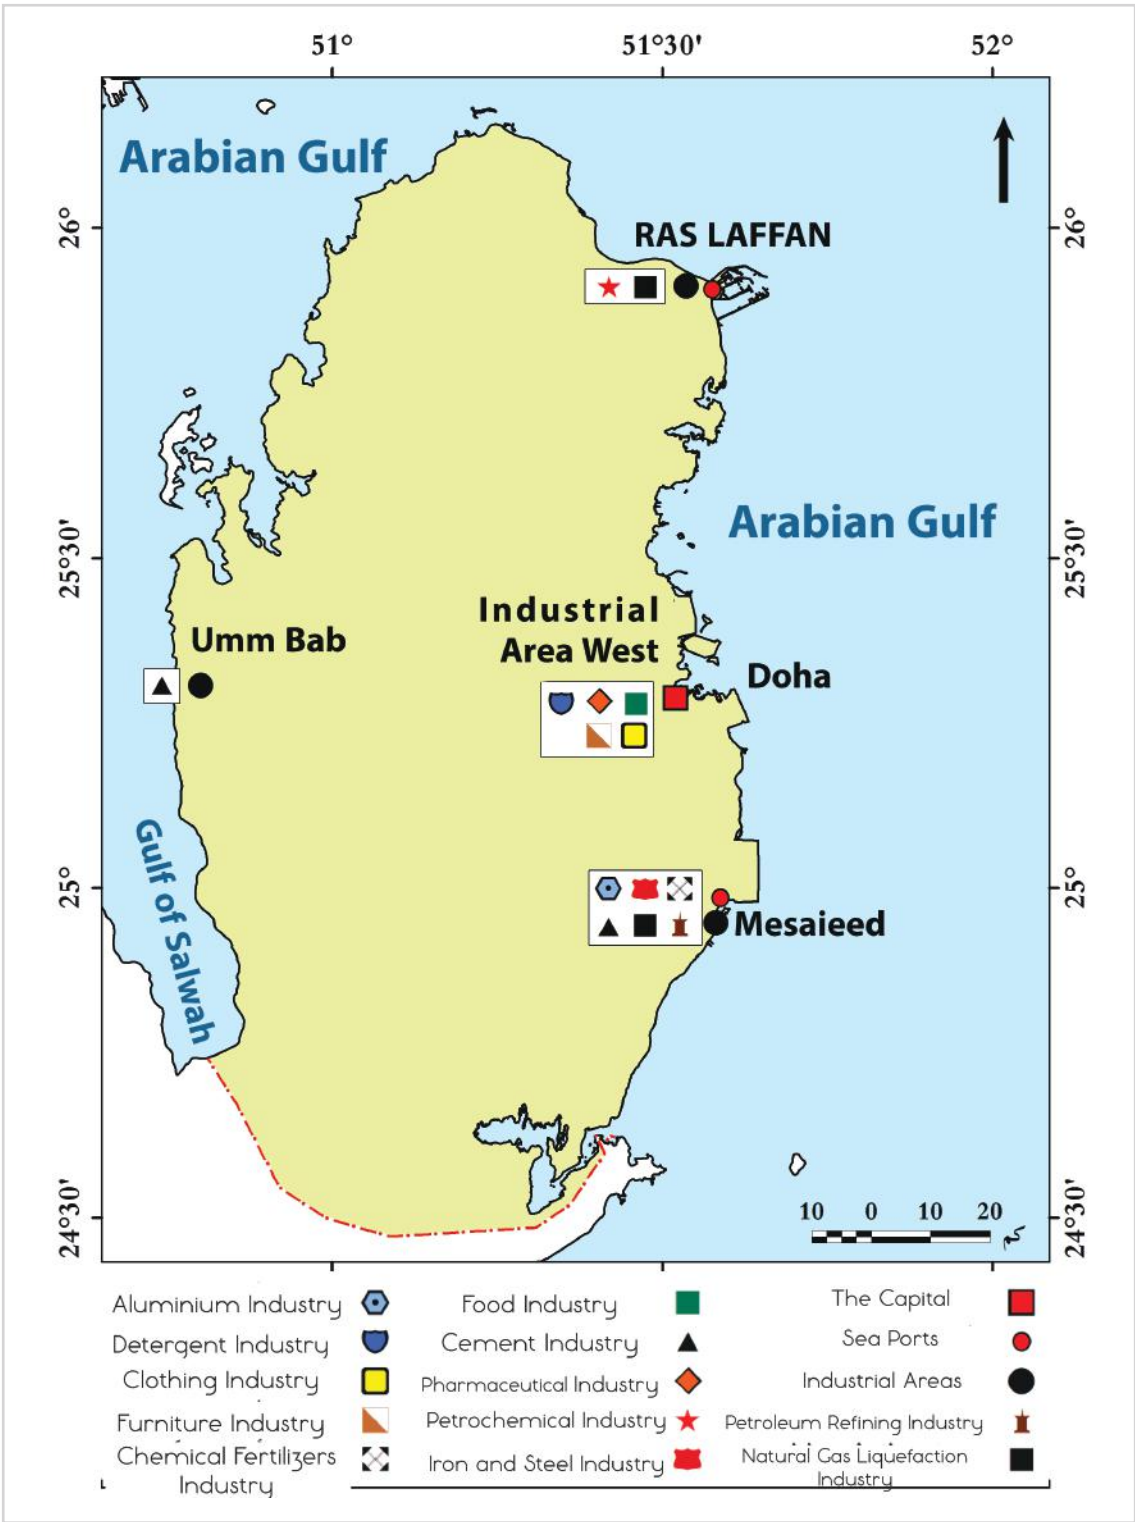 51°
51°30'
52°
Arabian Gulf
26°
26°
RAS LAFFAN
Arabian Gulf
25°30'
25°30'
Industrial
Area West
Umm Bab
Doha
Gulf of Salwah
25°
25°
Mesaieed
24°30'
24°30'
10 0 10 20
Aluminium Industry
Food Industry
The Capital
Detergent Industry
Cement Industry
Sea Ports
Clothing Industry
Pharmaceutical Industry
Industrial Areas
Furniture Industry
Petrochemical Industry
Petroleum Refining Industry
Chemical Fertilizers
Industry
Iron and Steel Industry
Natural Gas Liquefaction
Industry